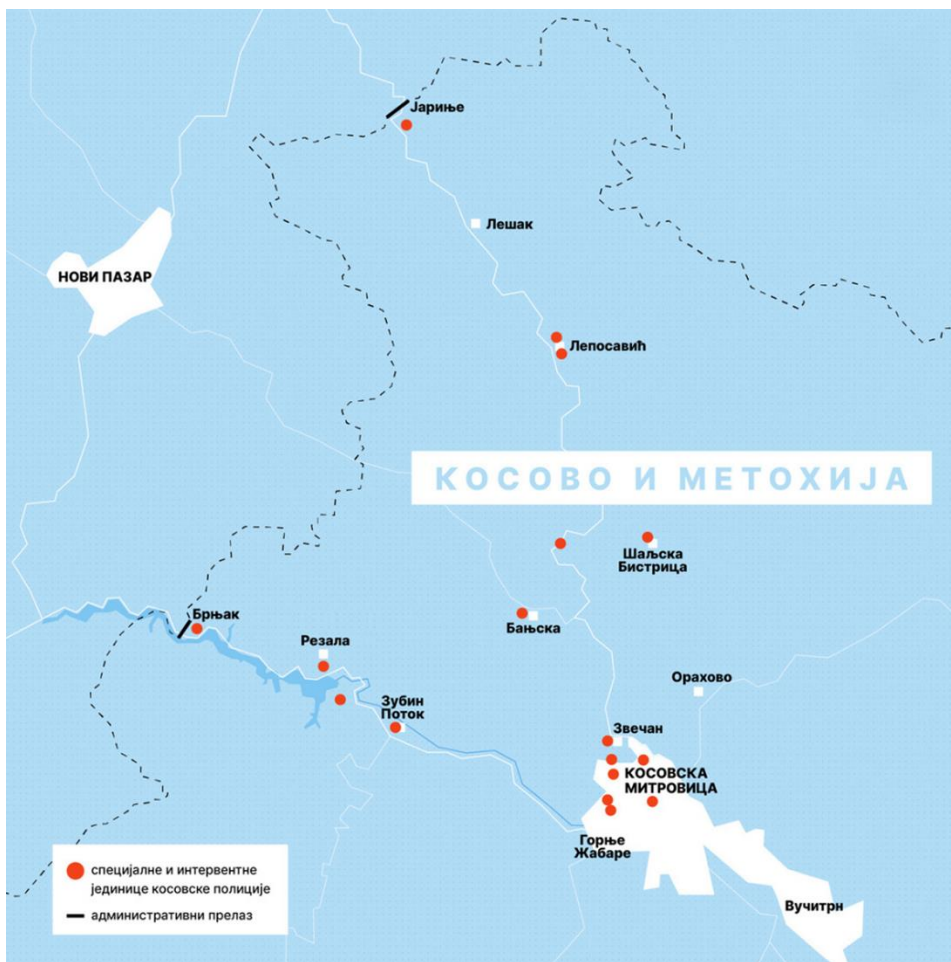 Јариње
Лешак
НОВИ ПАЗАР
Лепосавић
КОСОВО И МЕТОХИЈА
Шаљска
Бистрица
Брњак
Бањска
Резала
Орахово
Зубин
Поток
Звечан
КОСОВСКА
МИТРОВИЦА
Горње
Жабаре
Вучитрн
специјалне и интервентне
јединице косовске полиције
административни прелаз